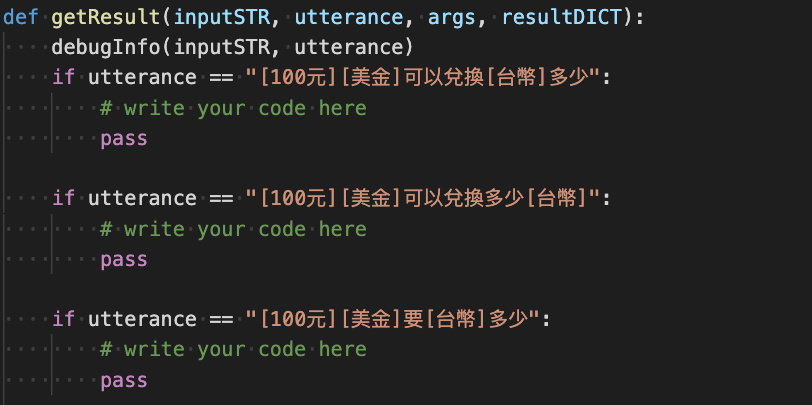 def getResult(inputSTR, utterance, args, resultDICT):
    debugInfo(inputSTR, utterance)
    if utterance == "[100元][美金]可以兌換[台幣]多少":
        # write your code here
        pass

    if utterance == "[100元][美金]可以兌換多少[台幣]":
        # write your code here
        pass

    if utterance == "[100元][美金]要[台幣]多少":
        # write your code here
        pass